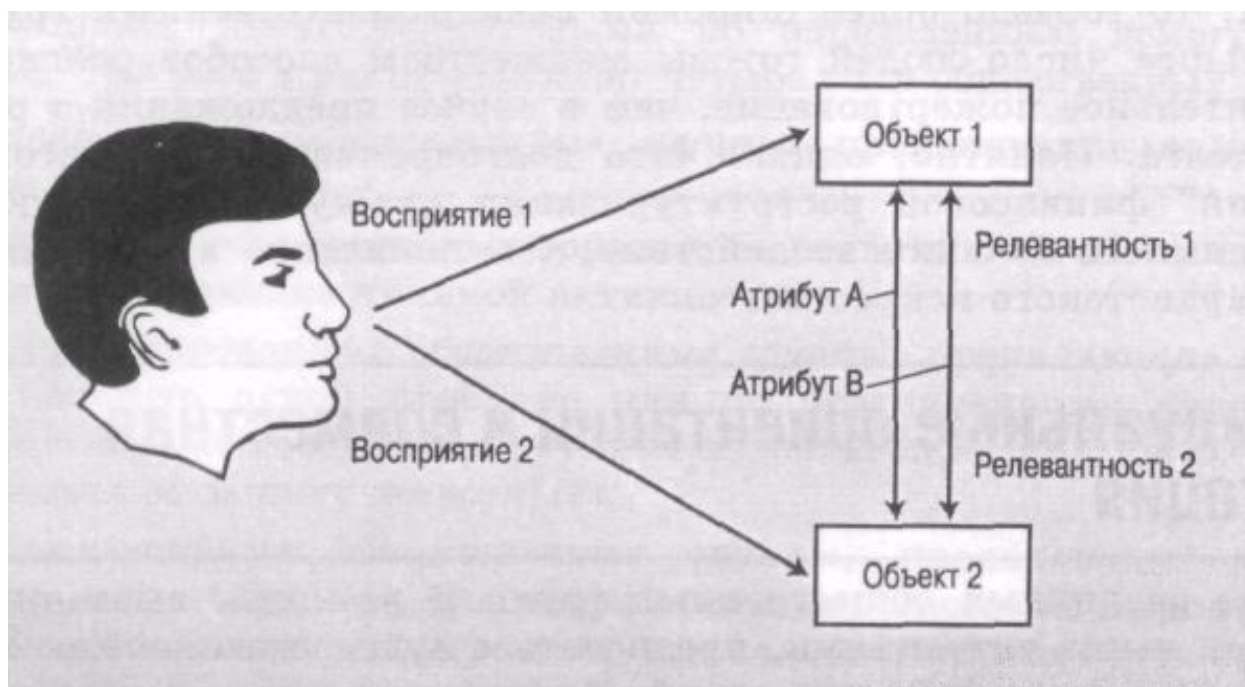 Объект 1
Восприятие 1
Релевантность 1
Атрибут А
Атрибут В
Восприятие 2
Релевантность 2
Объект 2